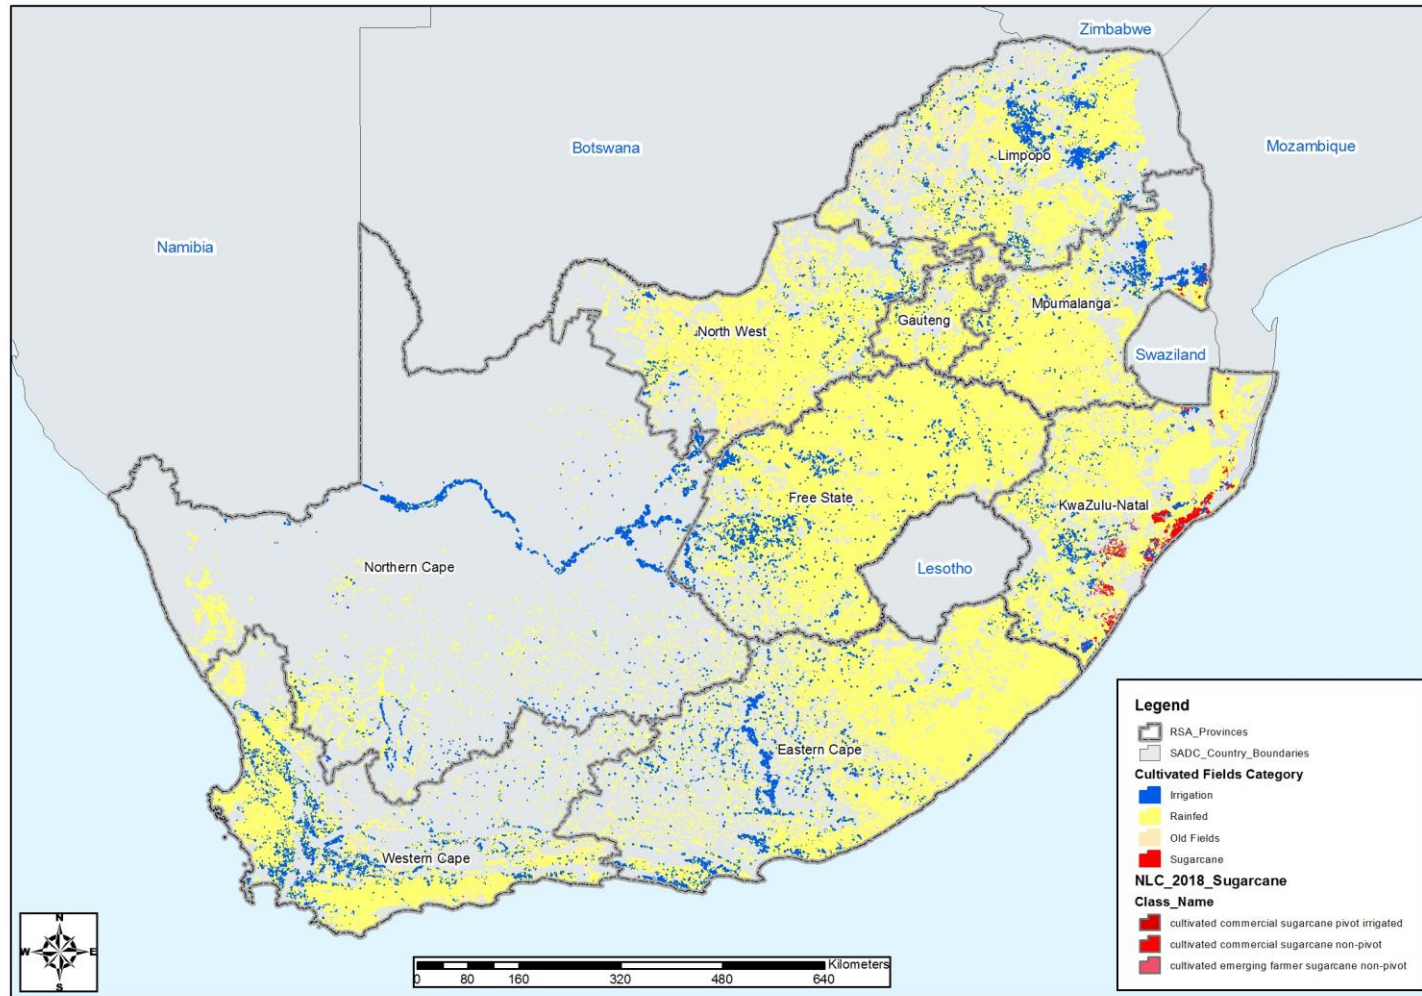 Zimbabwe
Botswana
Mozambique
Limpopo
Namibia
Mpumalanga
Gauteng
North West
Swaziland
Free State
KwaZulu-Natal
Northern Cape
Lesotho
Eastern Cape
Western Cape
Legend
RSA_Provinces
SADC_Country_Boundaries
Cultivated Fields Category
Irrigation
Rainfed
Old Fields
Sugarcane
NLC_2018_Sugarcane
Class_Name
cultivated commercial sugarcane pivot irrigated
cultivated commercial sugarcane non-pivot
cultivated emerging farmer sugarcane non-pivot
N
W E
S
Kilometers
0 80 160 320 480 640